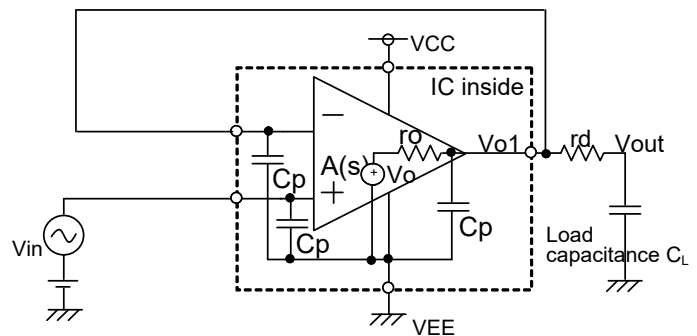 VCC
IC inside
−
ro
Vo1
rd
Vout
A(s)
+
Vo
Cp
+
Cp
Cp
Vin
Load
capacitance CL
VEE